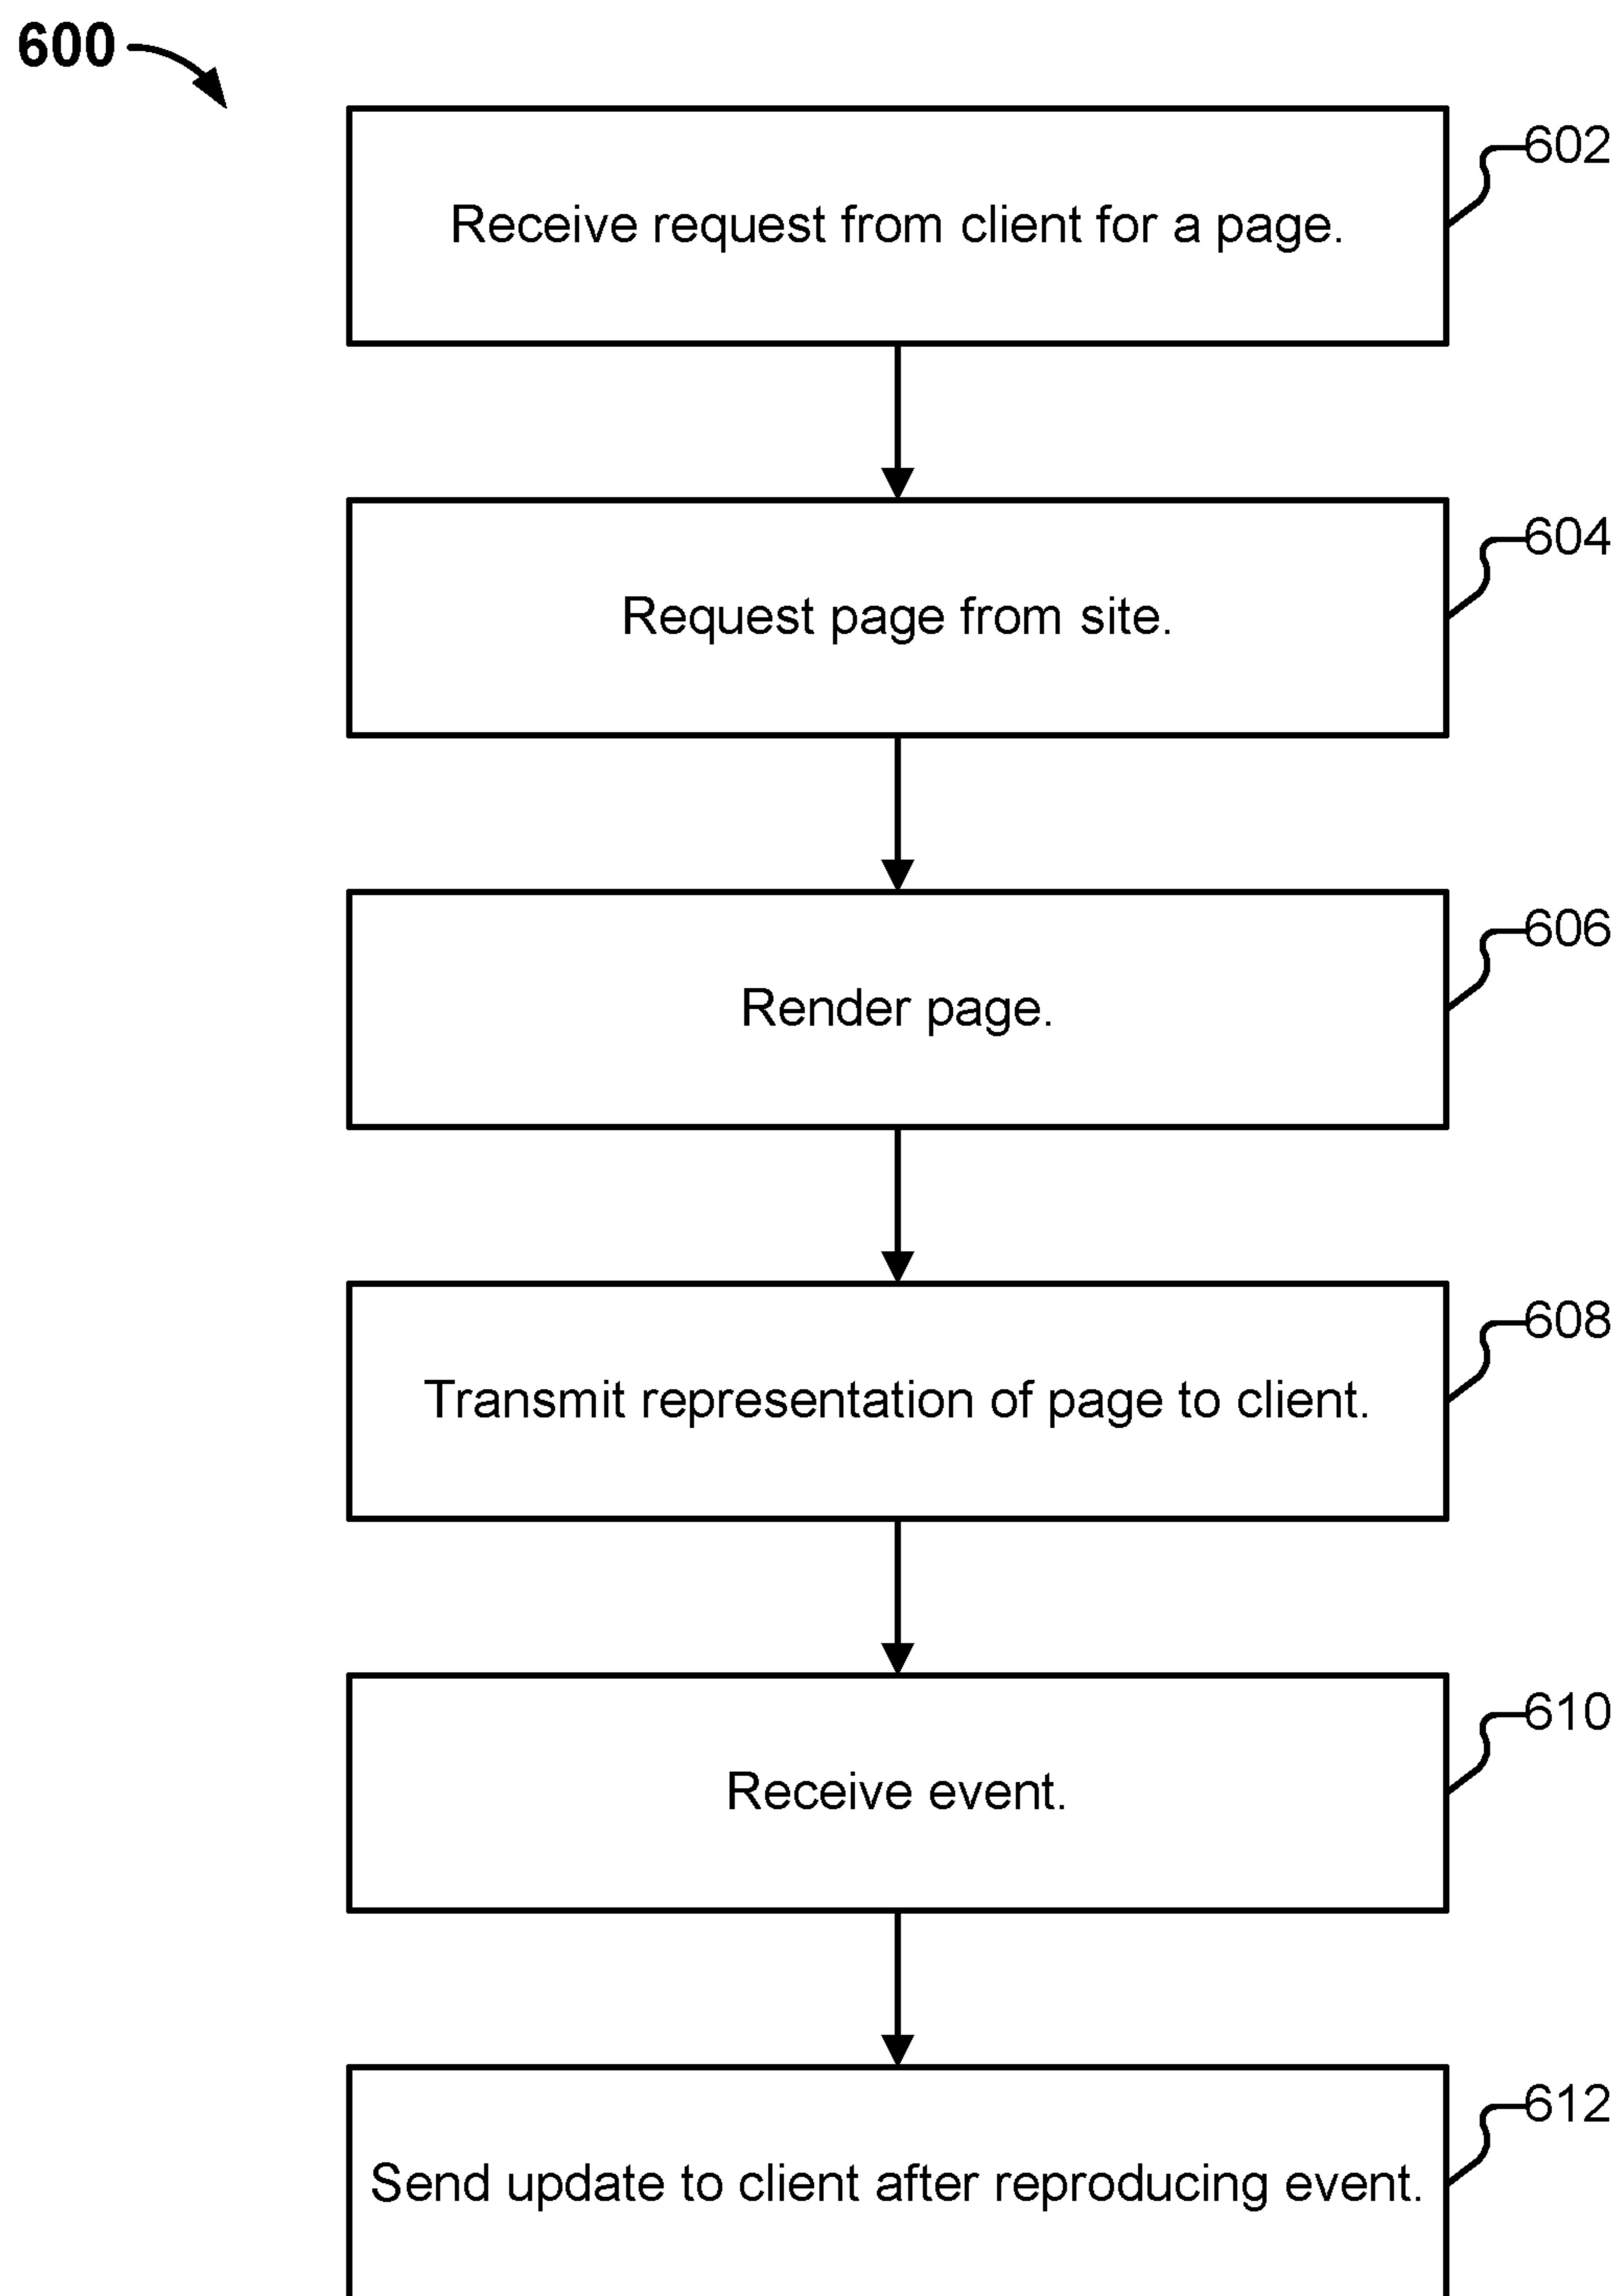 600
602
Receive request from client for a page.
604
Request page from site.
606
Render page.
608
Transmit representation of page to client.
610
Receive event.
612
Send update to client after reproducing event.